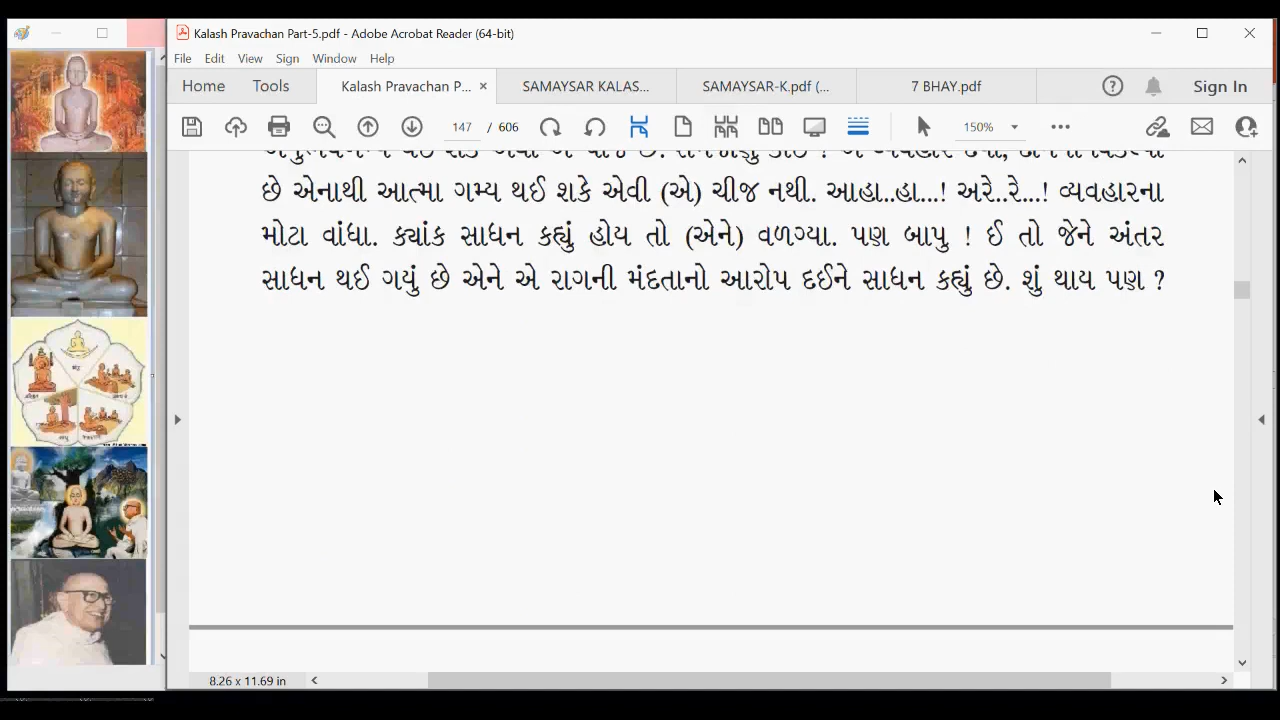 Kalash Pravachan Part-5.pdf - Adobe Acrobat Reader (64-bit)
File Edit View Sign Window Help
Home Tools Kalash Pravachan P... × SAMAYSAR KALAS... SAMAYSAR-K.pdf (... 7 BHAY.pdf Sign In
147 / 606 150%
છે એનાથી આત્મા ગમ્ય થઈ શકે એવી (એ) ચીજ નથી. આહા..હા...! અરે..રે...! વ્યવહારના
મોટા વાંધા. ક્યાંક સાધન કહ્યું હોય તો (એને) વળગ્યા. પણ બાપુ ! ઈ તો જેને અંતર
સાધન થઈ ગયું છે એને એ રાગની મંદતાનો આરોપ દઈને સાધન કહ્યું છે. શું થાય પણ ?
8.26 x 11.69 in